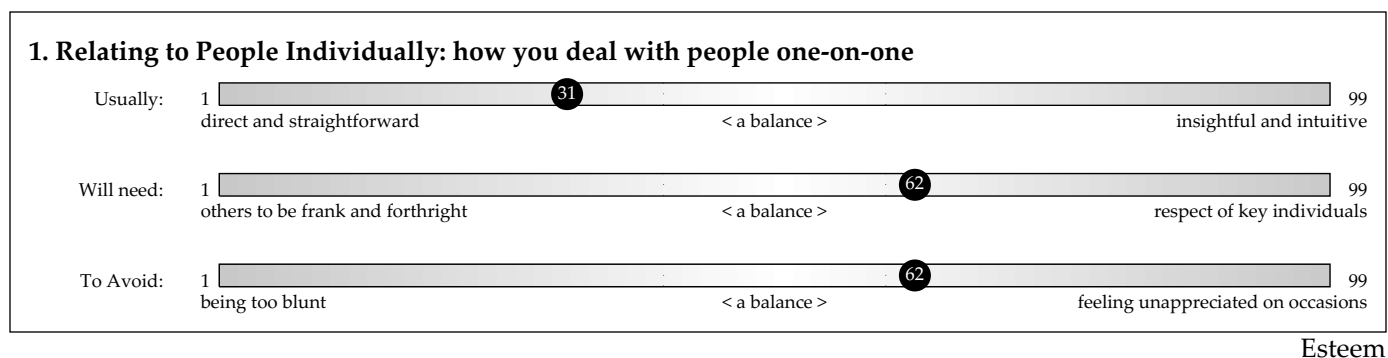 1. Relating to People Individually: how you deal with people one-on-one
Usually: 1 31 99
direct and straightforward < a balance > insightful and intuitive
Will need: 1 62 99
others to be frank and forthright < a balance > respect of key individuals
To Avoid: 1 62 99
being too blunt < a balance > feeling unappreciated on occasions
Esteem